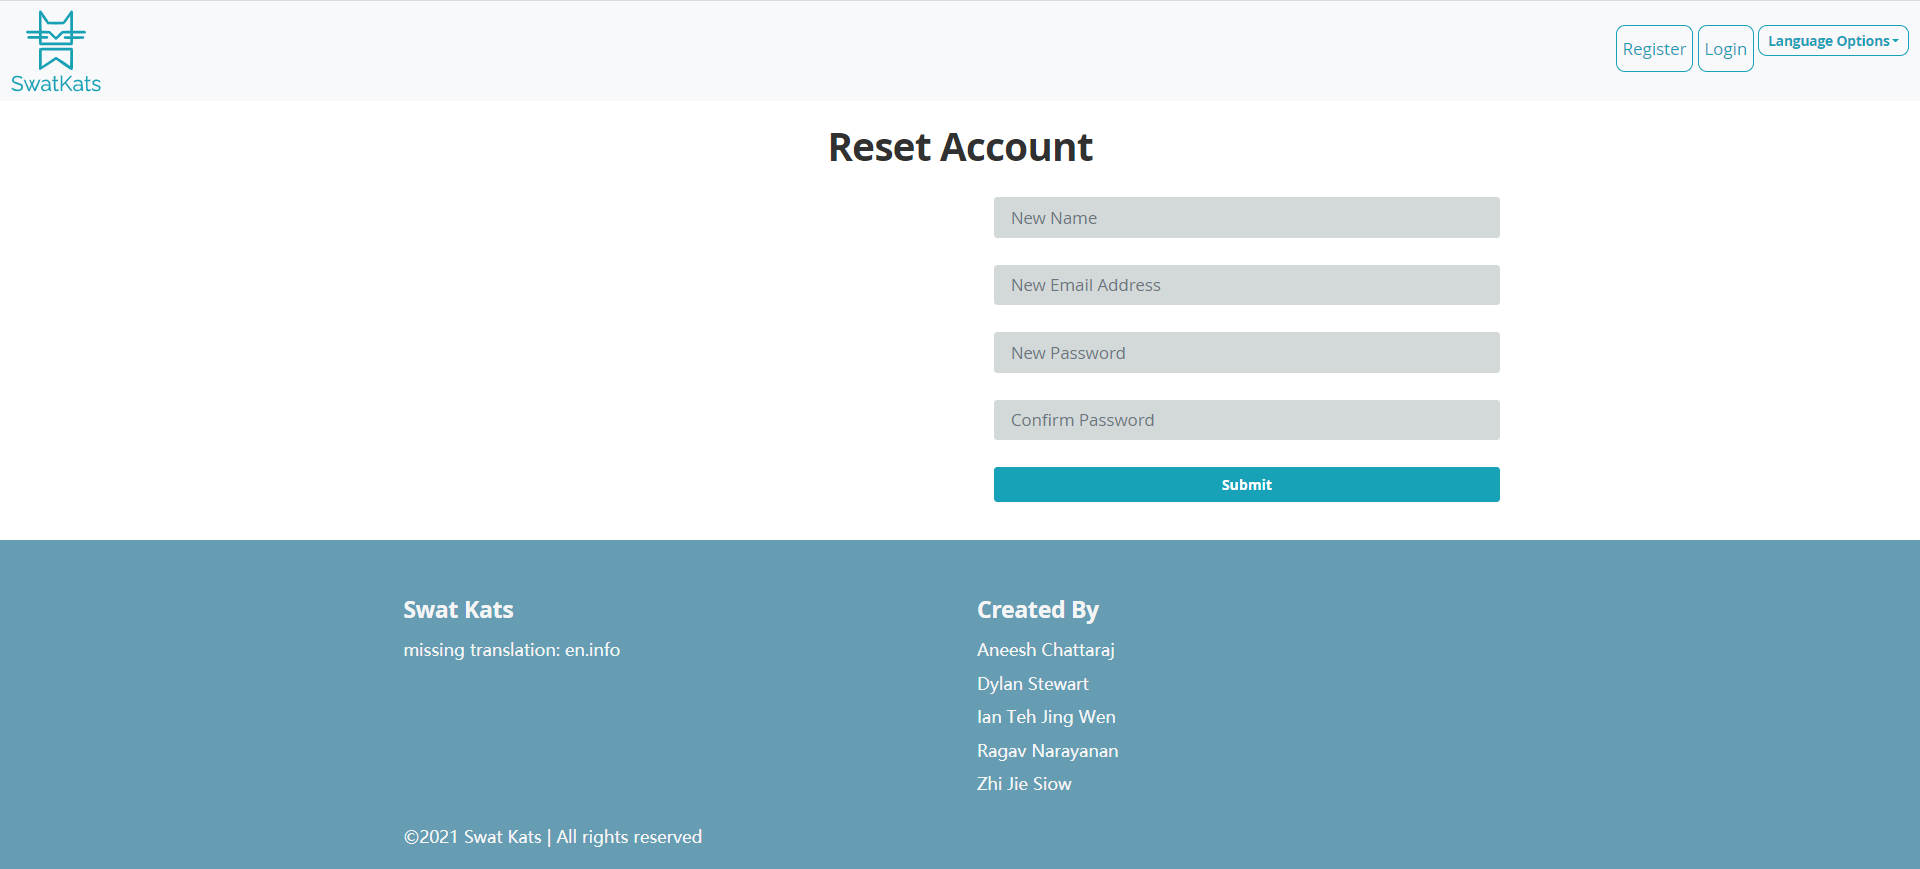 SwatKats
Register
Login
Language Options
Reset Account
New Name
New Email Address
New Password
Confirm Password
Submit
Swat Kats
missing translation: en.info
Created By
Aneesh Chattaraj
Dylan Stewart
Ian Teh Jing Wen
Ragav Narayanan
Zhi Jie Siow
©2021 Swat Kats | All rights reserved